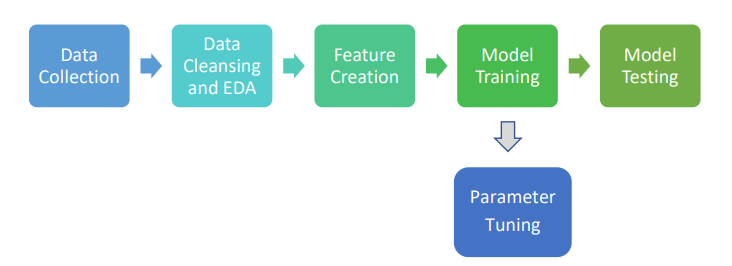 Data
Collection
Data
Cleansing
and EDA
Feature
Creation
Model
Training
Model
Testing
Parameter
Tuning